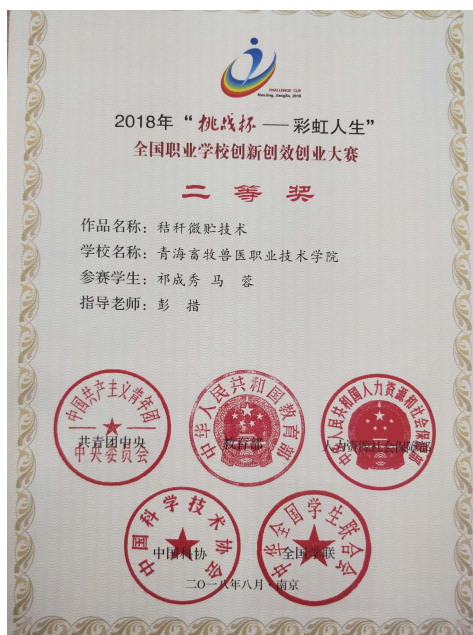 CHALLENGE CUP
NanJing, JiangSu, 2018
2018年“挑战杯——彩虹人生”
全国职业学校创新创效创业大赛
二等奖
作品名称：秸秆微贮技术
学校名称：青海畜牧兽医职业技术学院
参赛学生：祁成秀 马 蓉
指导老师：彭 措
中国共产主义青年团
中央委员会
共青团中央
中华人民共和国教育部
教育部
中华人民共和国人力资源和社会保障部
人力资源社会保障部
中国科学技术协会
中国科协
中华全国学生联合会
全国学联
二〇一八年八月·南京